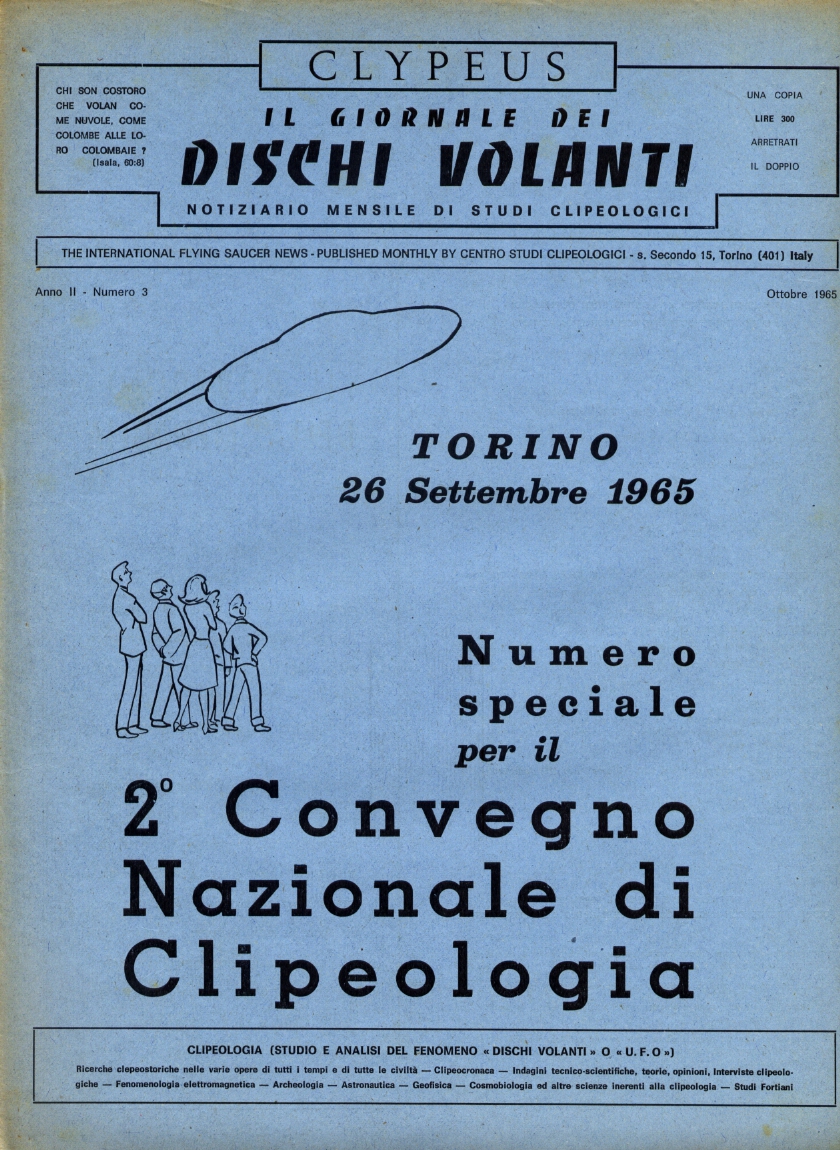 CLYPEUS
CHI SON COSTORO
CHE VOLAN CO-
ME NUVOLE, COME
COLOMBE ALLE LO-
RO COLOMBAIE ?
(Isaia, 60:8)
IL GIORNALE DEI
DISCHI VOLANTI
NOTIZIARIO MENSILE DI STUDI CLIPEOLOGICI
UNA COPIA
LIRE 300
ARRETRATI
IL DOPPIO
THE INTERNATIONAL FLYING SAUCER NEWS - PUBLISHED MONTHLY BY CENTRO STUDI CLIPEOLOGICI - s. Secondo 15, Torino (401) Italy
Anno II - Numero 3
Ottobre 1965
TORINO
26 Settembre 1965
Numero
speciale
per il
2º Convegno
Nazionale di
Clipeologia
CLIPEOLOGIA (STUDIO E ANALISI DEL FENOMENO « DISCHI VOLANTI » O « U. F. O »)
Ricerche clepeostoriche nelle varie opere di tutti i tempi e di tutte le civiltà — Clipeocronaca — Indagini tecnico-scientifiche, teorie, opinioni, interviste clipeolo-
giche — Fenomenologia elettromagnetica — Archeologia — Astronautica — Geofisica — Cosmobiologia ed altre scienze inerenti alla clipeologia — Studi Fortiani